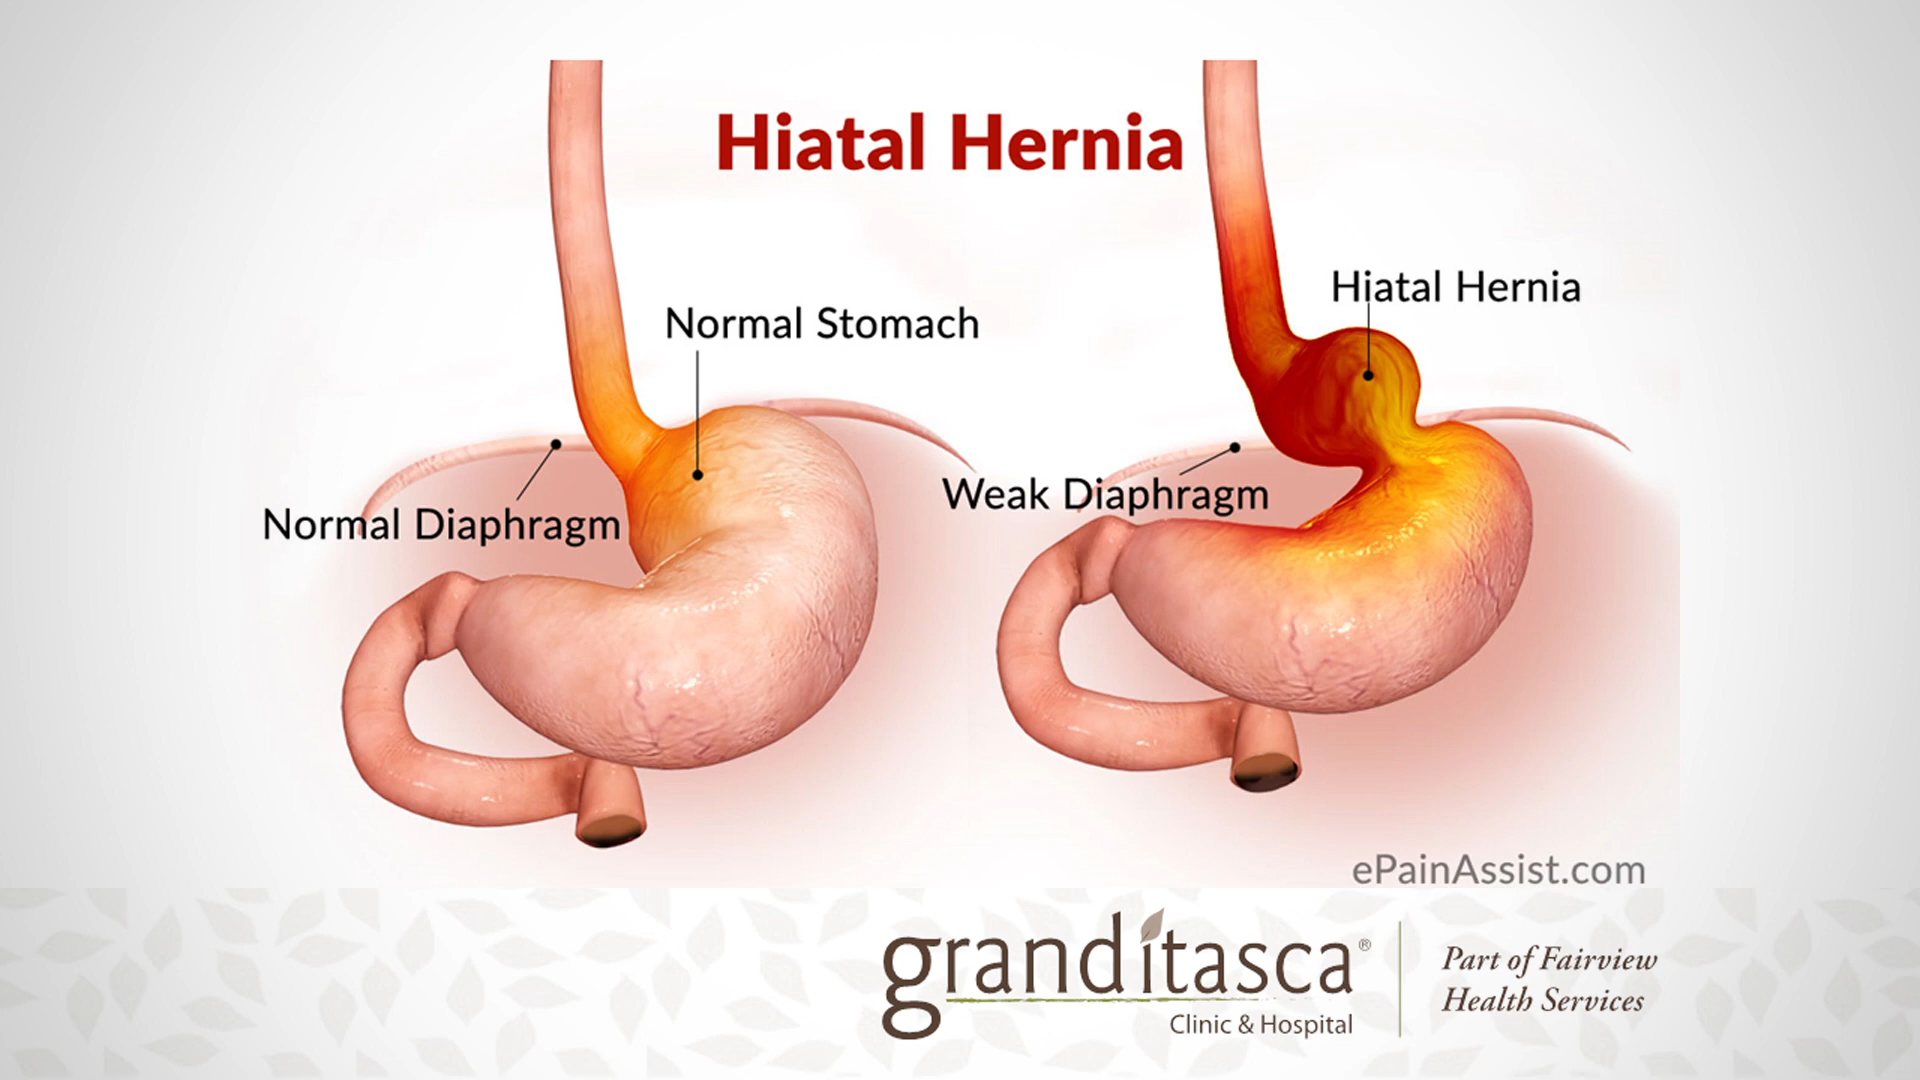 Hiatal Hernia
Normal Stomach
Normal Diaphragm
Hiatal Hernia
Weak Diaphragm
ePainAssist.com
granditasca®
Clinic & Hospital
Part of Fairview
Health Services